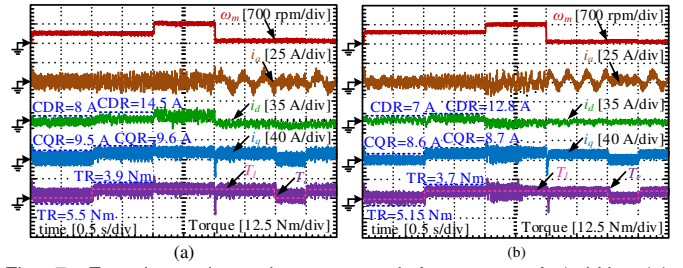 ωm [700 rpm/div]
ia [25 A/div]
CDR=8 A
CDR=14.5 A
id [35 A/div]
CQR=9.5 A
CQR=9.6 A
iq [40 A/div]
TR=3.9 Nm
Tl
T
TR=5.5 Nm
time [0.5 s/div]
Torque [12.5 Nm/div]
(a)
ωm [700 rpm/div]
ia [25 A/div]
CDR=7 A
CDR=12.8 A
id [35 A/div]
CQR=8.6 A
CQR=8.7 A
iq [40 A/div]
TR=3.7 Nm
Tl
T
TR=5.15 Nm
time [0.5 s/div]
Torque [12.5 Nm/div]
(b)